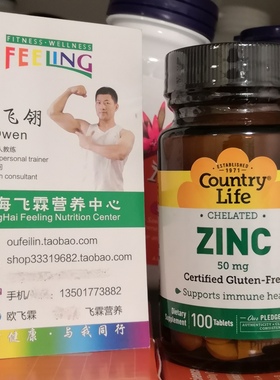 FITNESS·WELLNESS
FEELING
飞翎
wen
人教练
personal trainer
n consultant
海飞霖营养中心
ngHai Feeling Nutrition Center
oufeilin.taobao.com
shop33319682.taobao.com
手机/
13501773882
欧飞霖
飞霖营养
健康·与我同行
ESTABLISHED
1971
Country
Life
CHELATED
ZINC
50 mg
Certified Gluten-Free
Supports immune hea
Dietary
Supplement
100 Tablets
Our PLEDGE